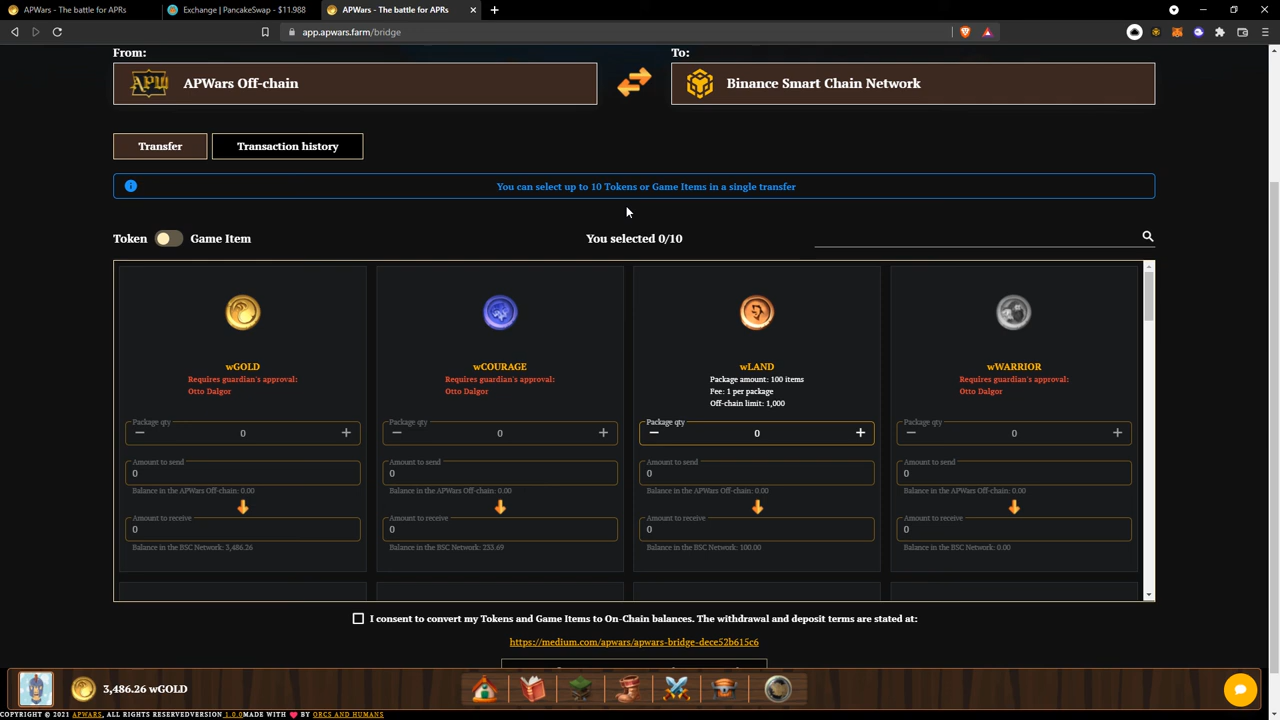 APWars - The battle for APRs
Exchange | PancakeSwap - $11.988
APWars - The battle for APRs
app.apwars.farm/bridge
From:
To:
APW
APWars Off-chain
Binance Smart Chain Network
Transfer
Transaction history
You can select up to 10 Tokens or Game Items in a single transfer
Token
Game Item
You selected 0/10
wGOLD
Requires guardian's approval:
Otto Dalgor
Package qty
0
Amount to send
0
Balance in the APWars Off-chain: 0.00
Amount to receive
0
Balance in the BSC Network: 3,486.26
wCOURAGE
Requires guardian's approval:
Otto Dalgor
Package qty
0
Amount to send
0
Balance in the APWars Off-chain: 0.00
Amount to receive
0
Balance in the BSC Network: 233.69
wLAND
Package amount: 100 items
Fee: 1 per package
Off-chain limit: 1,000
Package qty
0
Amount to send
0
Balance in the APWars Off-chain: 0.00
Amount to receive
0
Balance in the BSC Network: 100.00
wWARRIOR
Requires guardian's approval:
Otto Dalgor
Package qty
0
Amount to send
0
Balance in the APWars Off-chain: 0.00
Amount to receive
0
Balance in the BSC Network: 0.00
I consent to convert my Tokens and Game Items to On-Chain balances. The withdrawal and deposit terms are stated at:
https://medium.com/apwars/apwars-bridge-dece52b615c6
3,486.26 wGOLD
COPYRIGHT © 2021 APWARS, ALL RIGHTS RESERVEDVERSION 1.0.0MADE WITH ♥ BY ORCS AND HUMANS